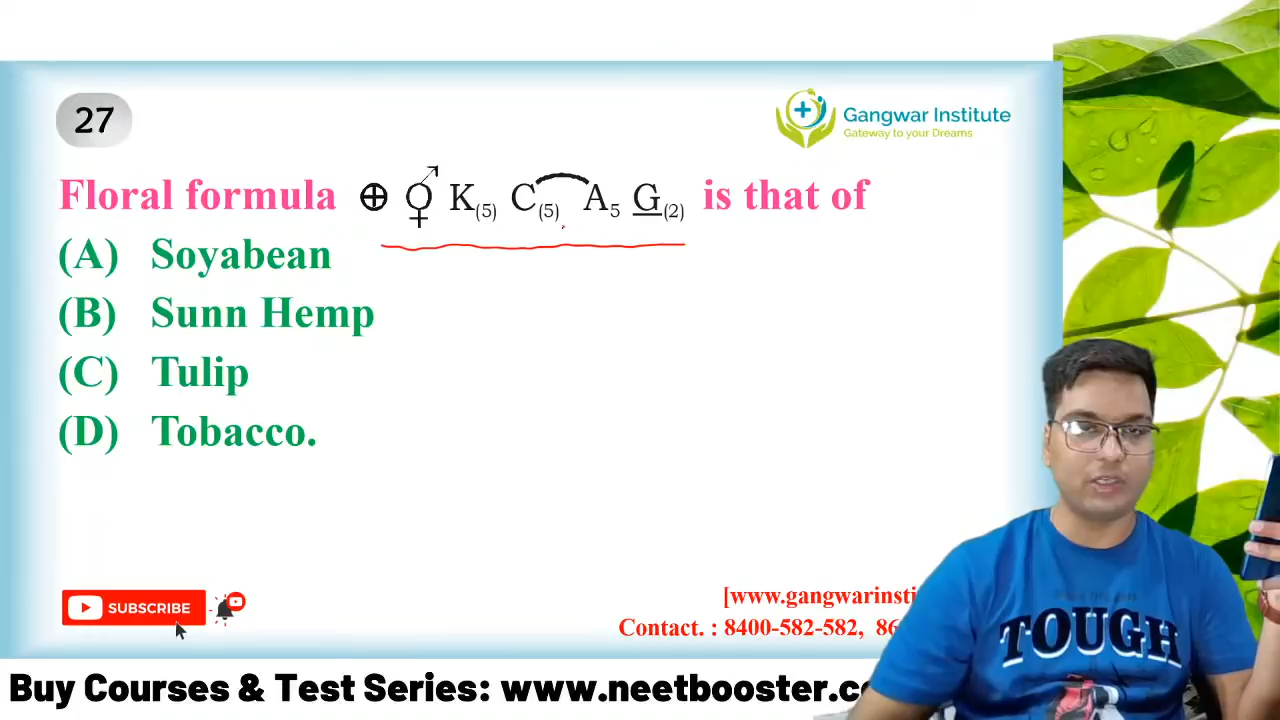 27
Gangwar Institute
Gateway to your Dreams
Floral formula ⊕ ⚥ K(5) C(5) A5 G(2) is that of
(A) Soyabean
(B) Sunn Hemp
(C) Tulip
(D) Tobacco.
SUBSCRIBE
[www.gangwarinsti
Contact. : 8400-582-582, 86
TOUGH
Buy Courses & Test Series: www.neetbooster.c